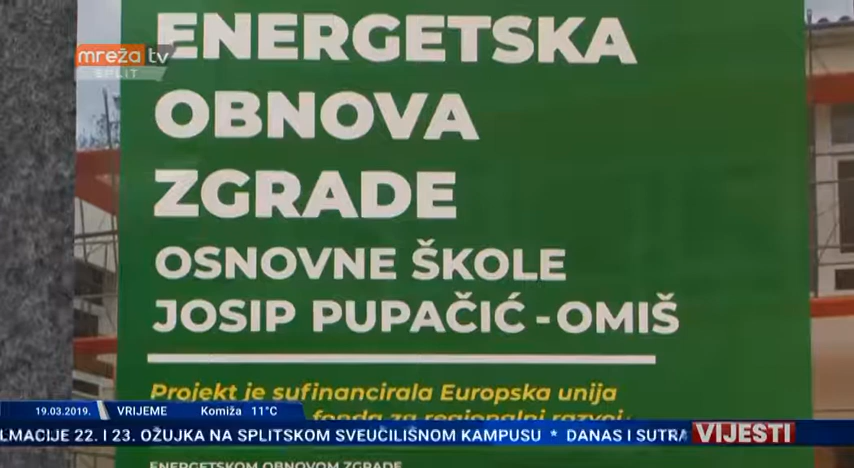 ENERGETSKA
mreža tv
SPLIT
OBNOVA
ZGRADE
OSNOVNE ŠKOLE
JOSIP PUPAČIĆ - OMIŠ
Projekt je sufinancirala Europska unija
fonda za regionalni razvoj
19.03.2019. VRIJEME Komiža 11°C
LMACIJE 22. I 23. OŽUJKA NA SPLITSKOM SVEUČILIŠNOM KAMPUSU * DANAS I SUTRA VIJESTI
ENERGETSKOM OBNOVOM ZGRADE